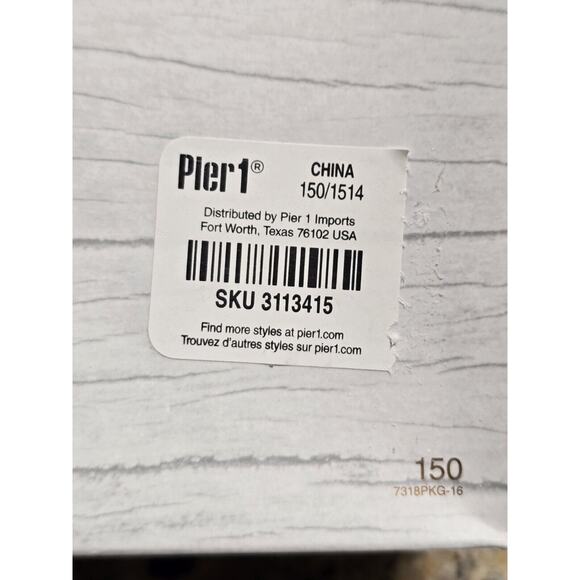 Pier1®
CHINA
150/1514
Distributed by Pier 1 Imports
Fort Worth, Texas 76102 USA
SKU 3113415
Find more styles at pier1.com
Trouvez d'autres styles sur pier1.com
150
7318PKG-16